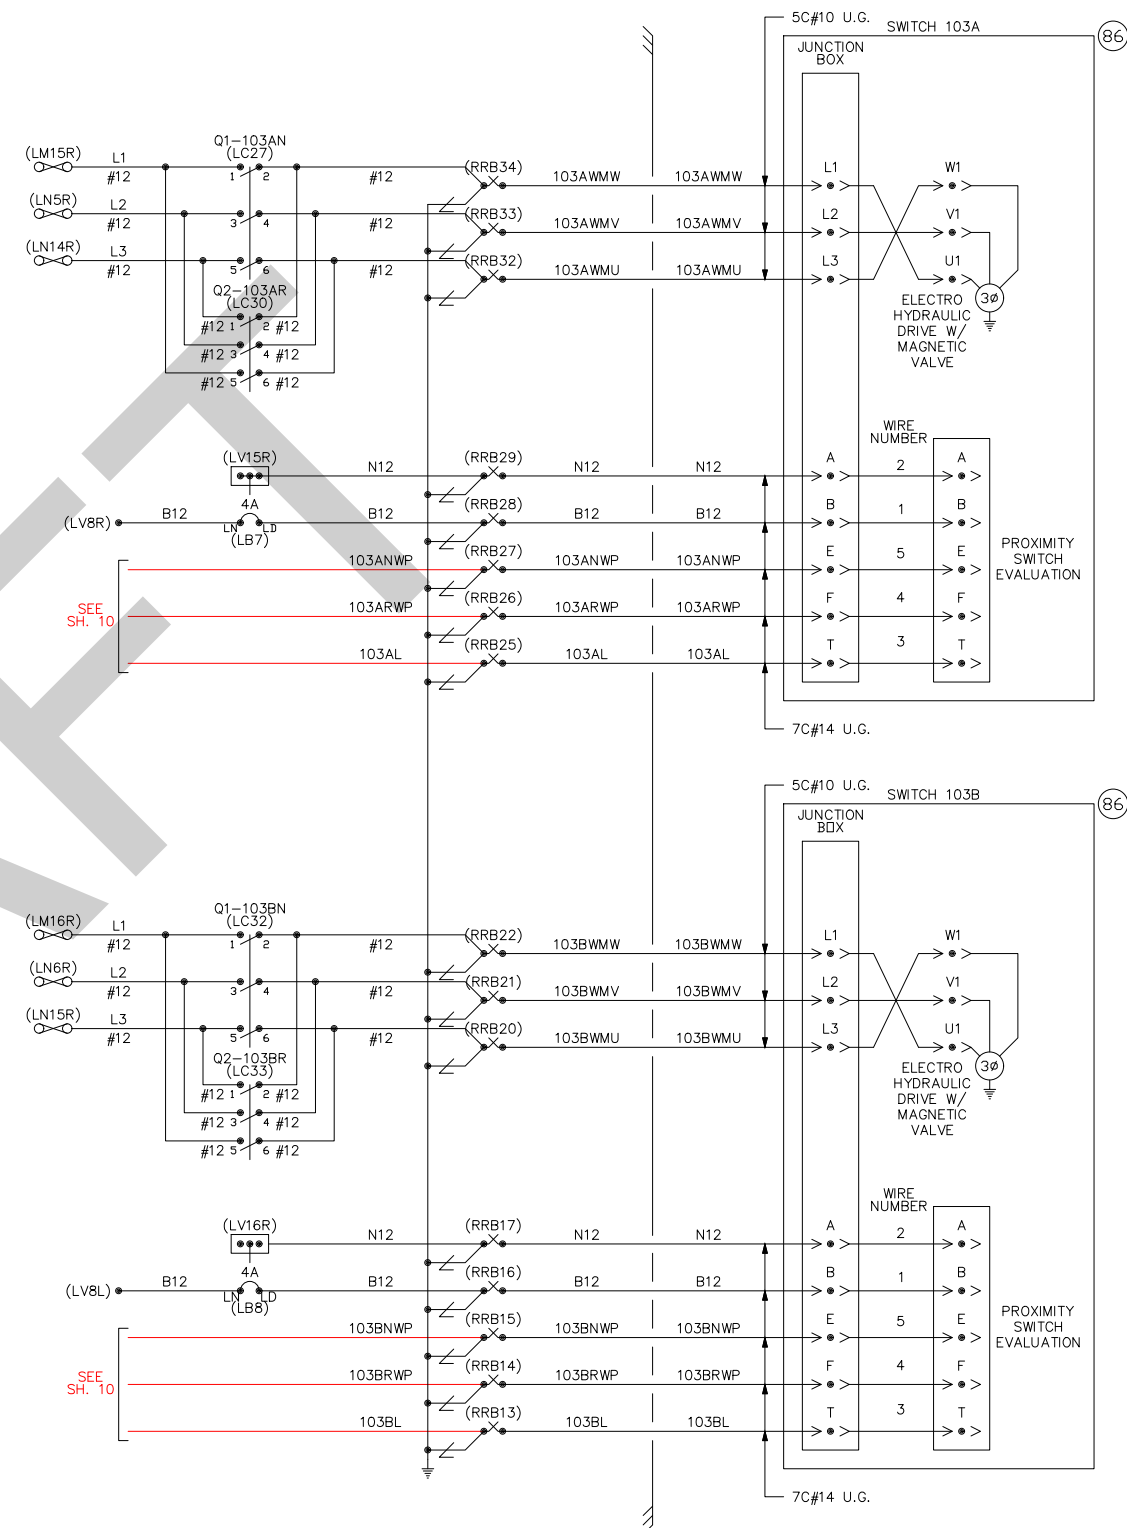 5C#10 U.G.
SWITCH 103A
86
JUNCTION
BOX
Q1-103AN
(LC27)
(LM15R)
L1
#12
1
2
#12
(RRB34)
103AWMW
103AWMW
L1
W1
(LN5R)
L2
#12
3
4
#12
(RRB33)
103AWMV
103AWMV
L2
V1
(LN14R)
L3
#12
5
6
#12
(RRB32)
103AWMU
103AWMU
L3
U1
3Ø
Q2-103AR
(LC30)
#12
1
2
#12
#12
3
4
#12
#12
5
6
#12
ELECTRO
HYDRAULIC
DRIVE W/
MAGNETIC
VALVE
WIRE
NUMBER
(LV15R)
N12
(RRB29)
N12
N12
A
2
A
4A
(LV8R)
B12
LN
LD
(LB7)
B12
(RRB28)
B12
B12
B
1
B
103ANWP
(RRB27)
103ANWP
103ANWP
E
5
E
PROXIMITY
SWITCH
EVALUATION
SEE
SH. 10
103ARWP
(RRB26)
103ARWP
103ARWP
F
4
F
103AL
(RRB25)
103AL
103AL
T
3
T
7C#14 U.G.
5C#10 U.G.
SWITCH 103B
86
JUNCTION
BOX
Q1-103BN
(LC32)
(LM16R)
L1
#12
1
2
#12
(RRB22)
103BWMW
103BWMW
L1
W1
(LN6R)
L2
#12
3
4
#12
(RRB21)
103BWMV
103BWMV
L2
V1
(LN15R)
L3
#12
5
6
#12
(RRB20)
103BWMU
103BWMU
L3
U1
3Ø
Q2-103BR
(LC33)
#12
1
2
#12
#12
3
4
#12
#12
5
6
#12
ELECTRO
HYDRAULIC
DRIVE W/
MAGNETIC
VALVE
WIRE
NUMBER
(LV16R)
N12
(RRB17)
N12
N12
A
2
A
4A
(LV8L)
B12
LN
LD
(LB8)
B12
(RRB16)
B12
B12
B
1
B
103BNWP
(RRB15)
103BNWP
103BNWP
E
5
E
PROXIMITY
SWITCH
EVALUATION
SEE
SH. 10
103BRWP
(RRB14)
103BRWP
103BRWP
F
4
F
103BL
(RRB13)
103BL
103BL
T
3
T
7C#14 U.G.